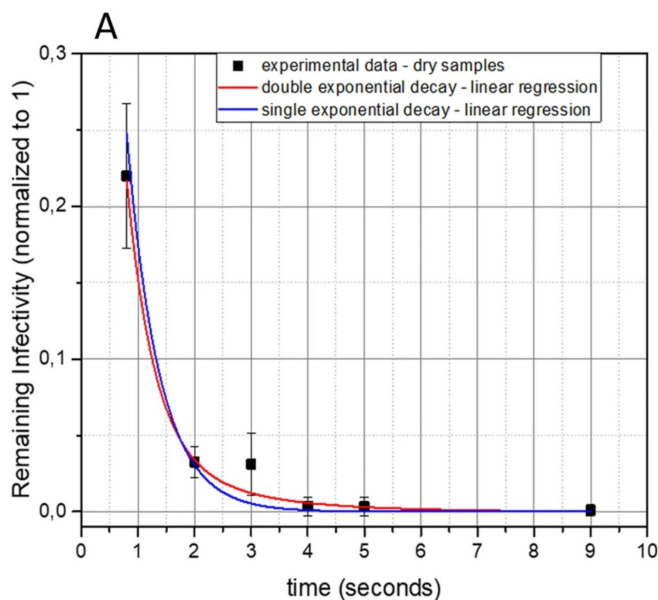 A
0,3
experimental data - dry samples
double exponential decay - linear regression
single exponential decay - linear regression
0,2
0,1
0,0
Remaining Infectivity (normalized to 1)
0 1 2 3 4 5 6 7 8 9 10
time (seconds)